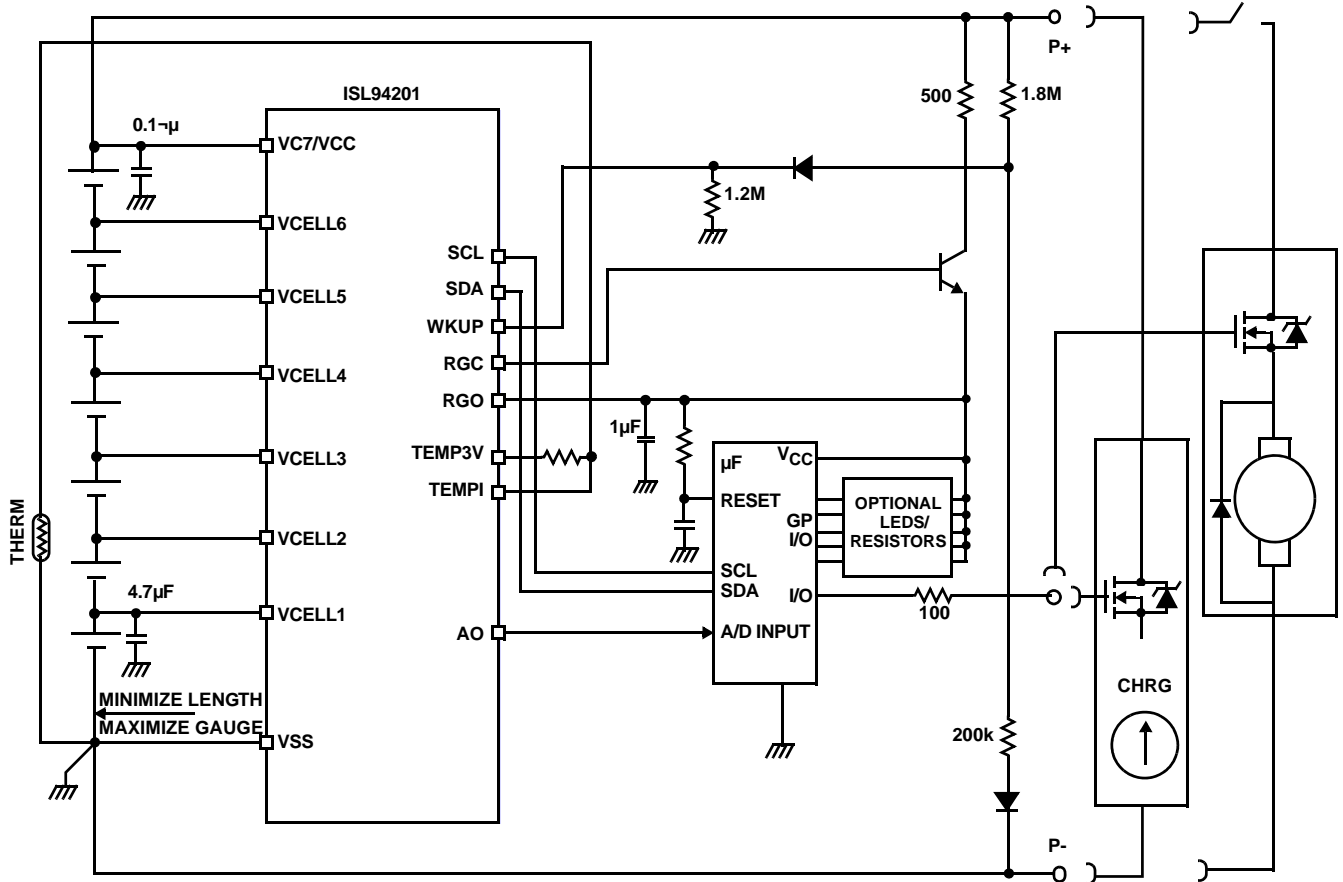 P+
ISL94201
500
1.8M
0.1¬µ
VC7/VCC
1.2M
VCELL6
SCL
SDA
VCELL5
WKUP
RGC
VCELL4
RGO
1µF
TEMP3V
VCELL3
TEMPI
µF
VCC
RESET
OPTIONAL
LEDS/
RESISTORS
GP
I/O
THERM
VCELL2
SCL
SDA
I/O
100
4.7µF
VCELL1
AO
A/D INPUT
CHRG
MINIMIZE LENGTH
MAXIMIZE GAUGE
VSS
200k
P-